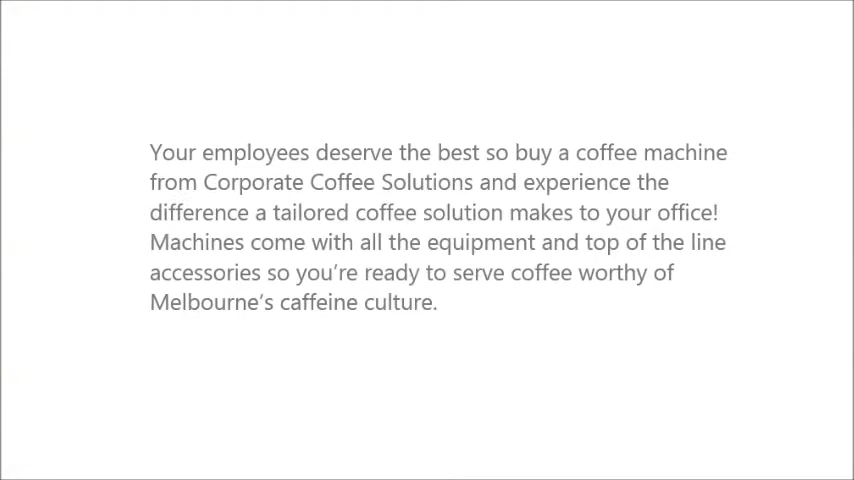 Your employees deserve the best so buy a coffee machine
from Corporate Coffee Solutions and experience the
difference a tailored coffee solution makes to your office!
Machines come with all the equipment and top of the line
accessories so you’re ready to serve coffee worthy of
Melbourne’s caffeine culture.